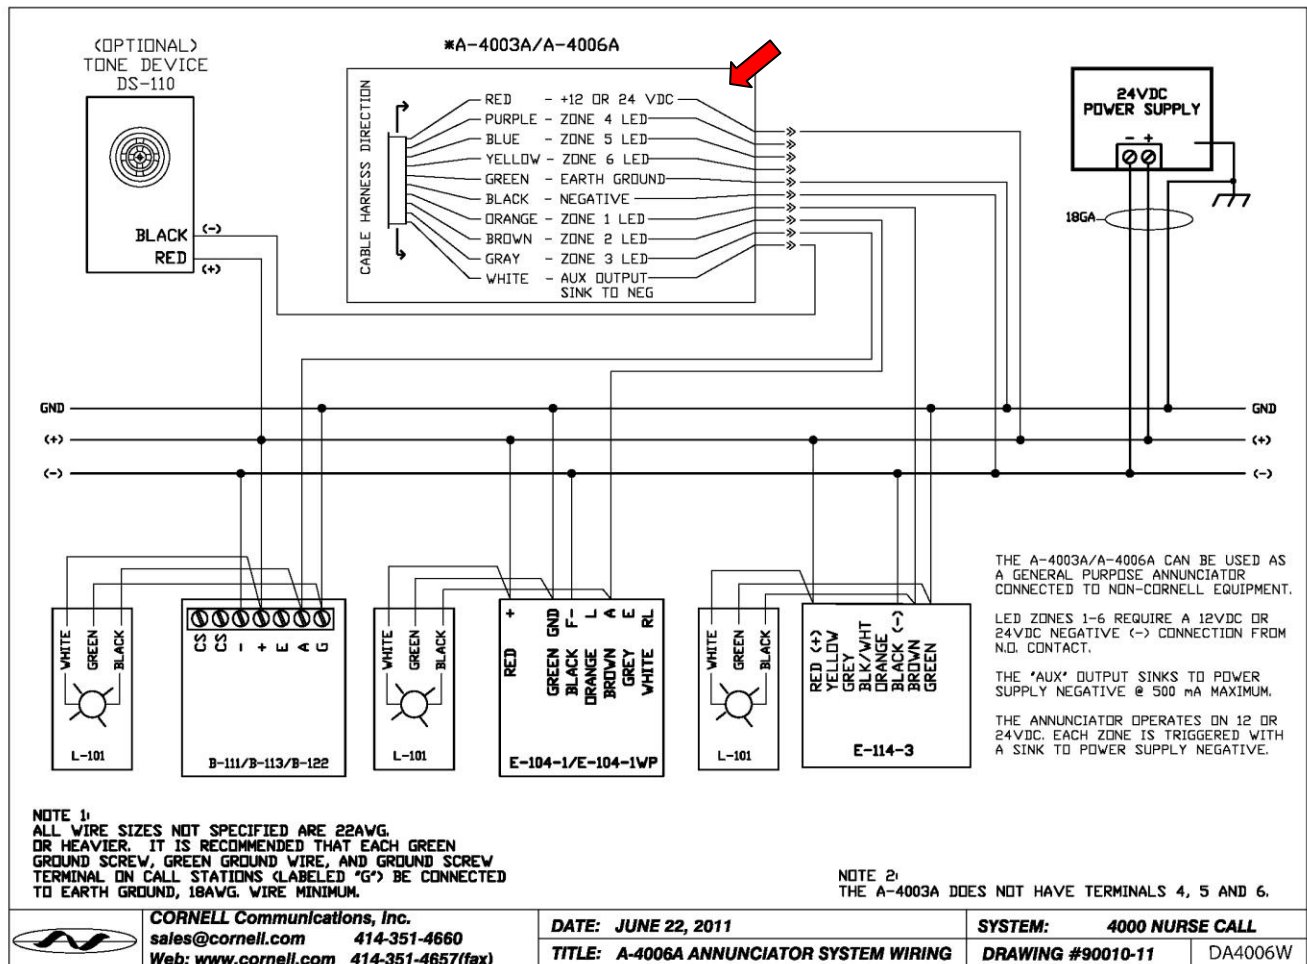 (OPTIONAL)
TONE DEVICE
DS-110
BLACK (-)
RED (+)
*A-4003A/A-4006A
CABLE HARNESS DIRECTION
RED - +12 OR 24 VDC
PURPLE - ZONE 4 LED
BLUE - ZONE 5 LED
YELLOW - ZONE 6 LED
GREEN - EARTH GROUND
BLACK - NEGATIVE
ORANGE - ZONE 1 LED
BROWN - ZONE 2 LED
GRAY - ZONE 3 LED
WHITE - AUX OUTPUT
SINK TO NEG
24VDC
POWER SUPPLY
- +
18GA
GND GND
(+) (+)
(-) (-)
WHITE
GREEN
BLACK
L-101
CS
CS
-
+
E
A
G
B-111/B-113/B-122
WHITE
GREEN
BLACK
L-101
+
GND
F-
L
A
E
RL
RED
GREEN
BLACK
ORANGE
BROWN
GREY
WHITE
E-104-1/E-104-1WP
WHITE
GREEN
BLACK
L-101
RED (+)
YELLOW
GREY
BLK/WHT
ORANGE
BLACK (-)
BROWN
GREEN
E-114-3
THE A-4003A/A-4006A CAN BE USED AS
A GENERAL PURPOSE ANNUNCIATOR
CONNECTED TO NON-CORNELL EQUIPMENT.
LED ZONES 1-6 REQUIRE A 12VDC OR
24VDC NEGATIVE (-) CONNECTION FROM
N.O. CONTACT.
THE "AUX" OUTPUT SINKS TO POWER
SUPPLY NEGATIVE @ 500 mA MAXIMUM.
THE ANNUNCIATOR OPERATES ON 12 OR
24VDC. EACH ZONE IS TRIGGERED WITH
A SINK TO POWER SUPPLY NEGATIVE.
NOTE 1:
ALL WIRE SIZES NOT SPECIFIED ARE 22AWG.
OR HEAVIER. IT IS RECOMMENDED THAT EACH GREEN
GROUND SCREW, GREEN GROUND WIRE, AND GROUND SCREW
TERMINAL ON CALL STATIONS (LABELED "G") BE CONNECTED
TO EARTH GROUND, 18AWG. WIRE MINIMUM.
NOTE 2:
THE A-4003A DOES NOT HAVE TERMINALS 4, 5 AND 6.
CORNELL Communications, Inc.
sales@cornell.com 414-351-4660
Web: www.cornell.com 414-351-4657(fax)
DATE: JUNE 22, 2011
TITLE: A-4006A ANNUNCIATOR SYSTEM WIRING
SYSTEM: 4000 NURSE CALL
DRAWING #90010-11
DA4006W